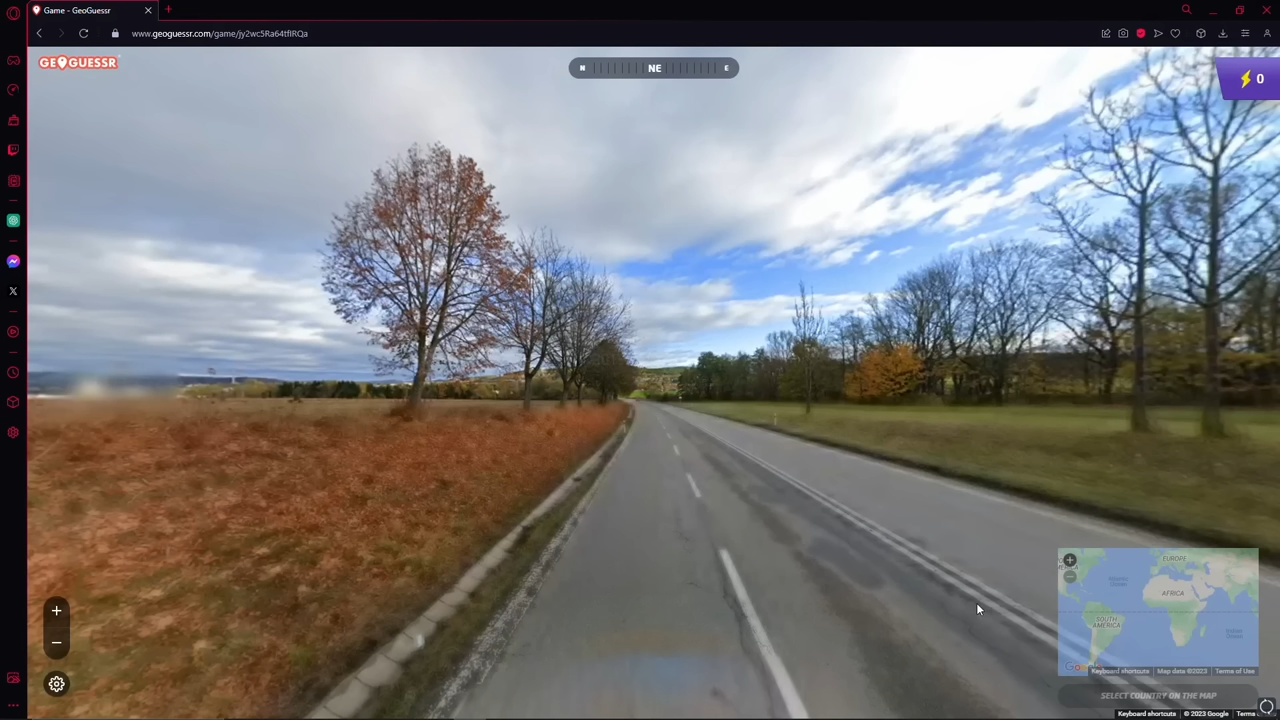 Game - GeoGuessr
www.geoguessr.com/game/jy2wc5Ra64tfIRQa
GEOGUESSR
N NE E
0
EUROPE
AFRICA
SOUTH
AMERICA
Keyboard shortcuts Map data ©2023 Terms of Use
SELECT COUNTRY ON THE MAP
Keyboard shortcuts © 2023 Google Terms